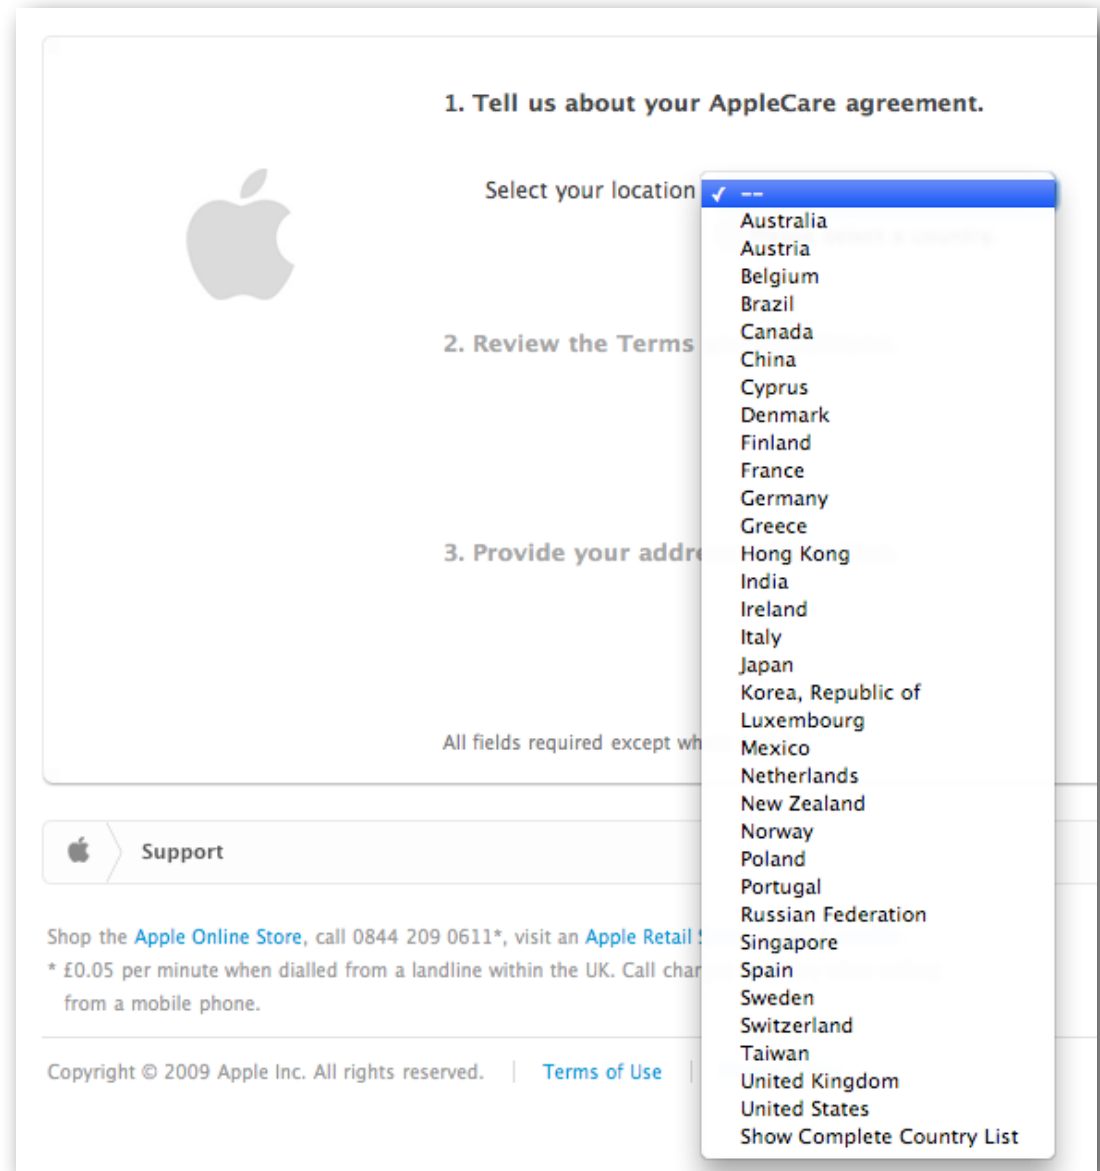 1. Tell us about your AppleCare agreement.
Select your location
✓ --
Australia
Austria
Belgium
Brazil
Canada
China
Cyprus
Denmark
Finland
France
Germany
Greece
Hong Kong
India
Ireland
Italy
Japan
Korea, Republic of
Luxembourg
Mexico
Netherlands
New Zealand
Norway
Poland
Portugal
Russian Federation
Singapore
Spain
Sweden
Switzerland
Taiwan
United Kingdom
United States
Show Complete Country List
2. Review the Terms
3. Provide your addre
All fields required except wh
Support
Shop the Apple Online Store, call 0844 209 0611*, visit an Apple Retail
* £0.05 per minute when dialled from a landline within the UK. Call char
from a mobile phone.
Copyright © 2009 Apple Inc. All rights reserved. | Terms of Use |